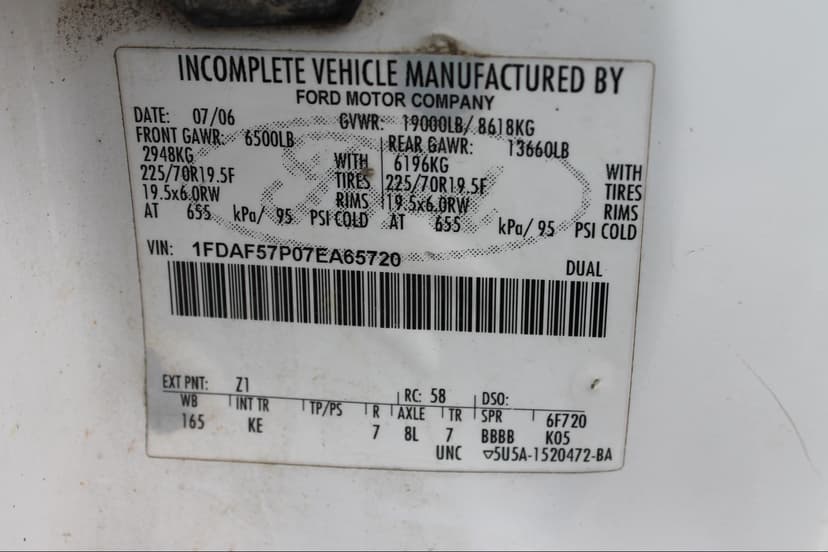 INCOMPLETE VEHICLE MANUFACTURED BY
FORD MOTOR COMPANY
DATE: 07/06 GVWR: 19000LB/ 8618KG
FRONT GAWR: 6500LB REAR GAWR: 13660LB
2948KG WITH 6196KG WITH
225/70R19.5F TIRES 225/70R19.5F TIRES
19.5x6.0RW RIMS 19.5x6.0RW RIMS
AT 655 kPa/ 95 PSI COLD AT 655 kPa/ 95 PSI COLD
VIN: 1FDAF57P07EA65720 DUAL
EXT PNT: Z1 RC: 58 DSO:
WB INT TR TP/PS R AXLE TR SPR 6F720
165 KE 7 8L 7 BBBB K05
UNC ▽5U5A-1520472-BA